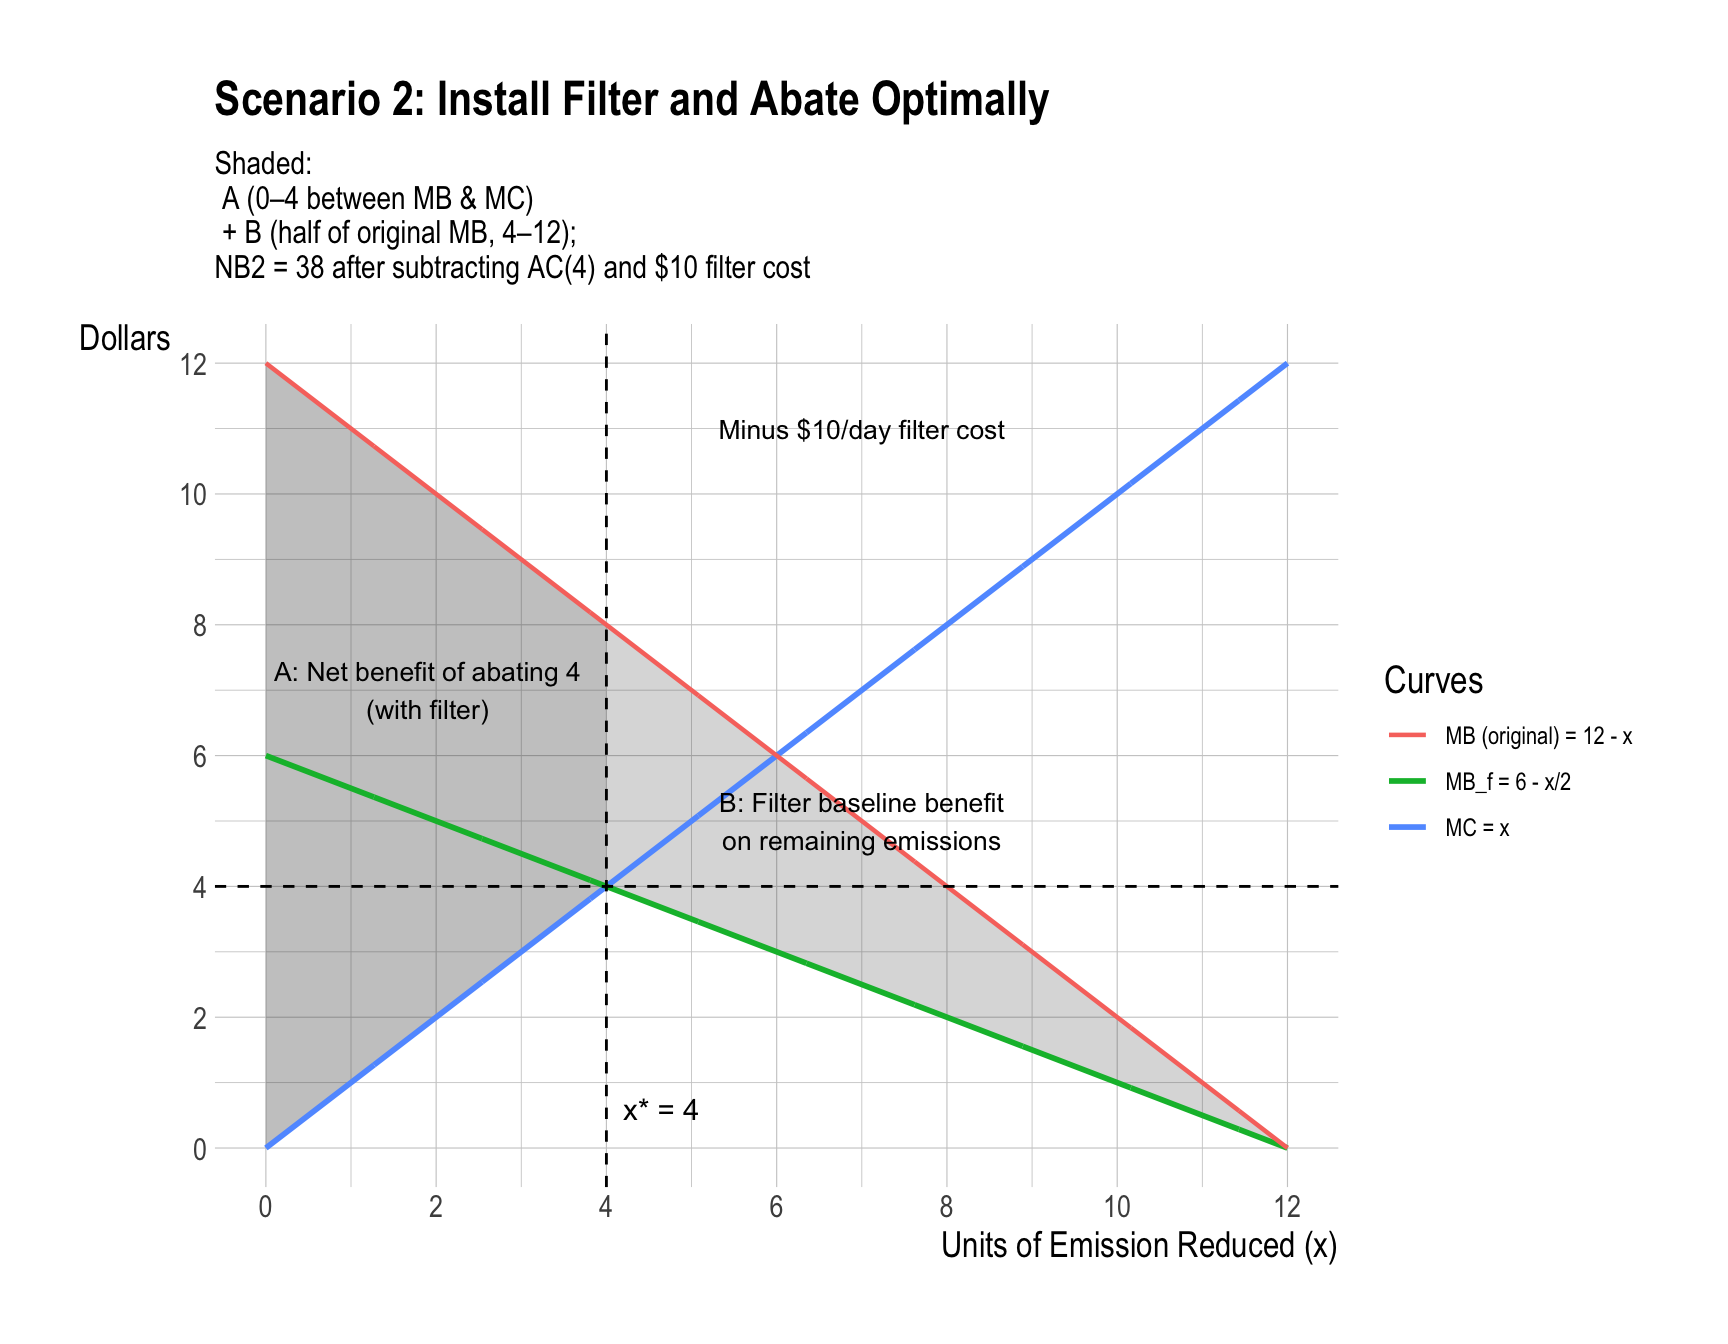 Scenario 2: Install Filter and Abate Optimally
Shaded:
A (0–4 between MB & MC)
+ B (half of original MB, 4–12);
NB2 = 38 after subtracting AC(4) and $10 filter cost
Dollars
12
10
8
6
4
2
0
Minus $10/day filter cost
A: Net benefit of abating 4
(with filter)
B: Filter baseline benefit
on remaining emissions
x* = 4
0 2 4 6 8 10 12
Units of Emission Reduced (x)
Curves
MB (original) = 12 - x
MB_f = 6 - x/2
MC = x